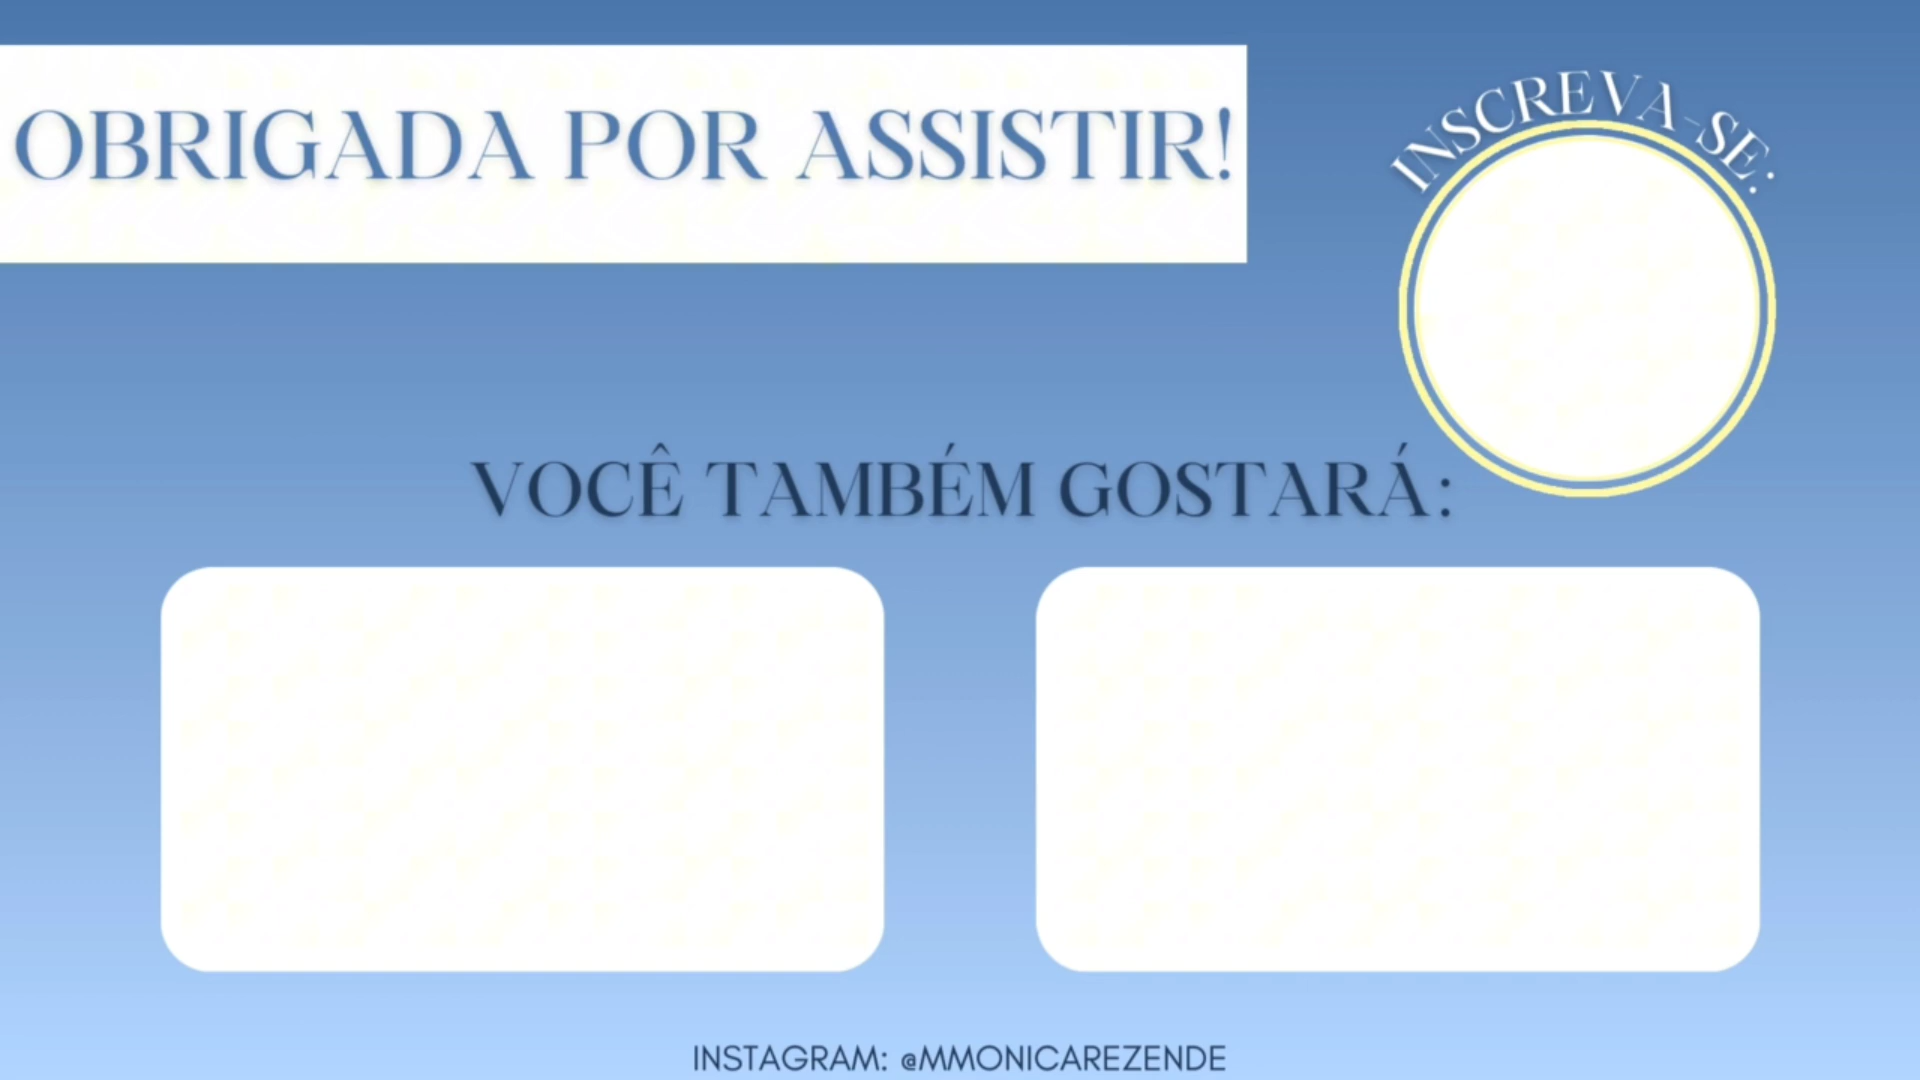 OBRIGADA POR ASSISTIR!
INSCREVA-SE:
VOCÊ TAMBÉM GOSTARÁ:
INSTAGRAM: @MMONICAREZENDE